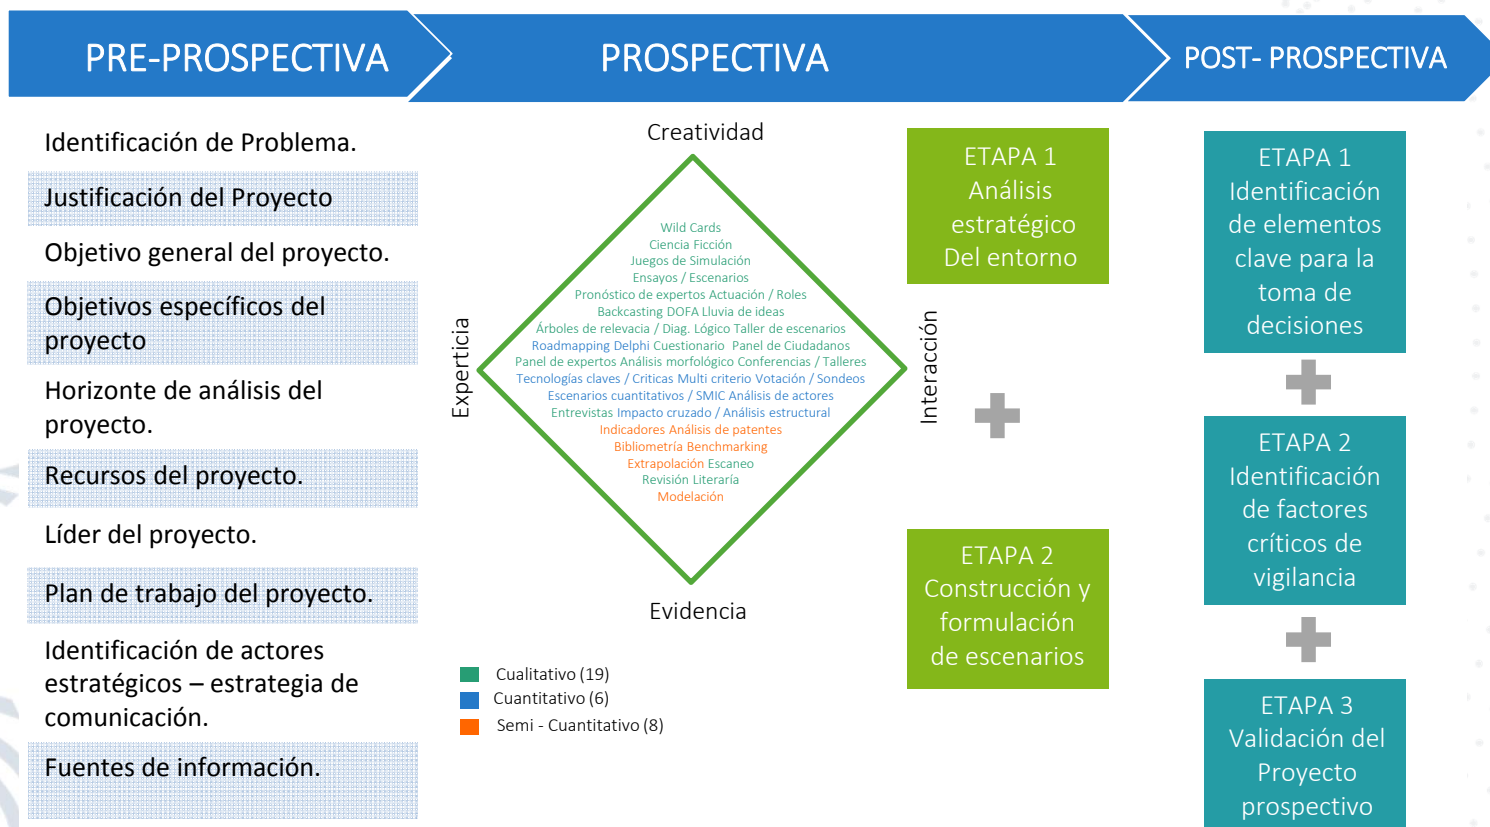 PRE-PROSPECTIVA
PROSPECTIVA
POST- PROSPECTIVA
Identificación de Problema.
Justificación del Proyecto
Objetivo general del proyecto.
Objetivos específicos del
proyecto
Horizonte de análisis del
proyecto.
Recursos del proyecto.
Líder del proyecto.
Plan de trabajo del proyecto.
Identificación de actores
estratégicos – estrategia de
comunicación.
Fuentes de información.
Creatividad
Experticia
Wild Cards
Ciencia Ficción
Juegos de Simulación
Ensayos / Escenarios
Pronóstico de expertos Actuación / Roles
Backcasting DOFA Lluvia de ideas
Árboles de relevacia / Diag. Lógico Taller de escenarios
Roadmapping Delphi Cuestionario Panel de Ciudadanos
Panel de expertos Análisis morfológico Conferencias / Talleres
Tecnologías claves / Criticas Multi criterio Votación / Sondeos
Escenarios cuantitativos / SMIC Análisis de actores
Entrevistas Impacto cruzado / Análisis estructural
Indicadores Análisis de patentes
Bibliometría Benchmarking
Extrapolación Escaneo
Revisión Literaría
Modelación
Interacción
Evidencia
Cualitativo (19)
Cuantitativo (6)
Semi - Cuantitativo (8)
ETAPA 1
Análisis
estratégico
Del entorno
ETAPA 2
Construcción y
formulación
de escenarios
ETAPA 1
Identificación
de elementos
clave para la
toma de
decisiones
ETAPA 2
Identificación
de factores
críticos de
vigilancia
ETAPA 3
Validación del
Proyecto
prospectivo